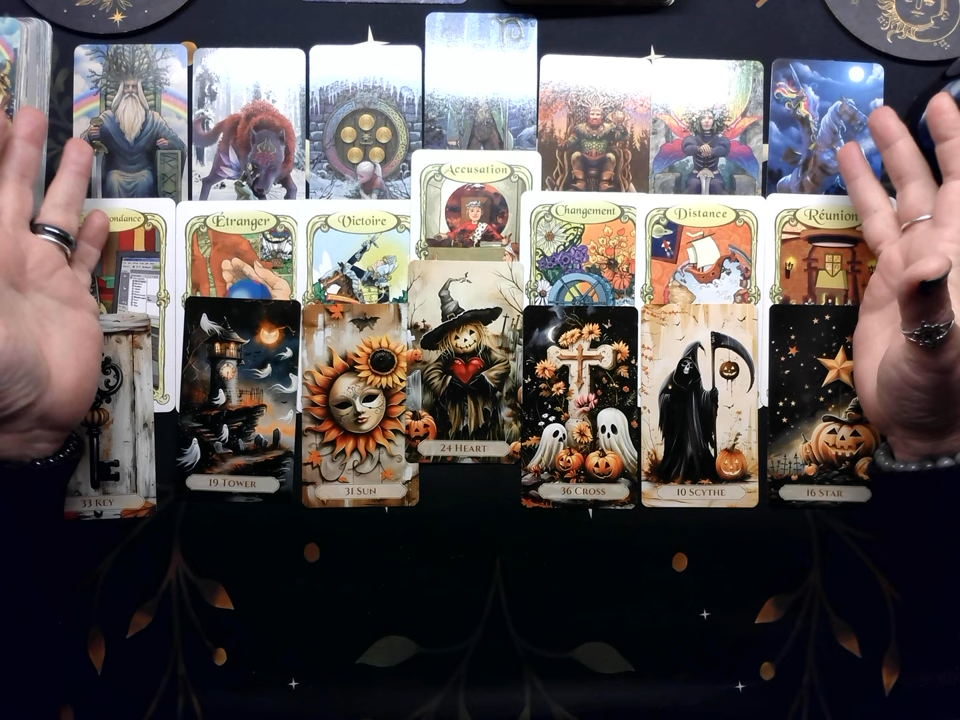 Accusation
ondance
Étranger
Victoire
Changement
Distance
Réunion
33 KEY
19 TOWER
31 SUN
24 HEART
36 CROSS
10 SCYTHE
16 STAR